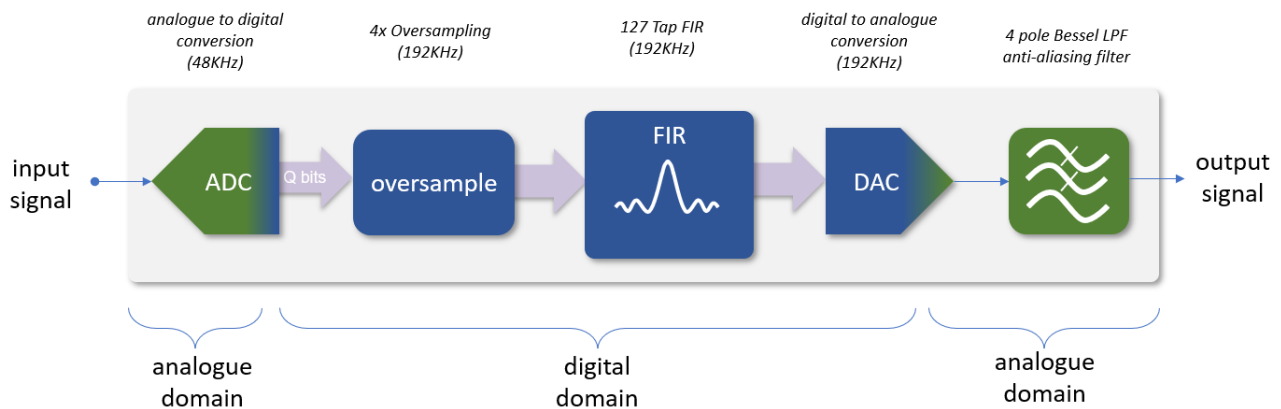 analogue to digital
conversion
(48KHz)
4x Oversampling
(192KHz)
127 Tap FIR
(192KHz)
digital to analogue
conversion
(192KHz)
4 pole Bessel LPF
anti-aliasing filter
input
signal
ADC
Q bits
oversample
FIR
DAC
output
signal
analogue
domain
digital
domain
analogue
domain